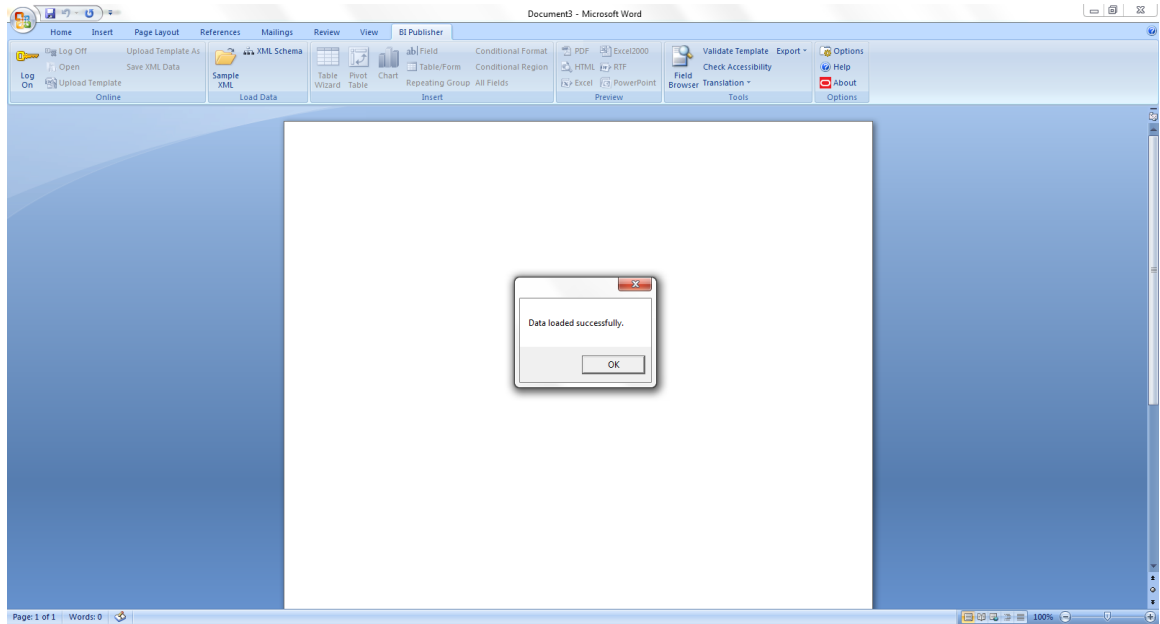 Document3 - Microsoft Word
Home Insert Page Layout References Mailings Review View BI Publisher
Log On
Log Off
Open
Upload Template
Upload Template As
Save XML Data
Online
Sample XML
XML Schema
Load Data
Table Wizard
Pivot Table
Chart
Field
Table/Form
Repeating Group
Conditional Format
Conditional Region
All Fields
Insert
PDF
HTML
Excel
Excel2000
RTF
PowerPoint
Preview
Field Browser
Validate Template
Check Accessibility
Translation
Export
Tools
Options
Help
About
Options
Data loaded successfully.
OK
Page: 1 of 1 Words: 0 100%